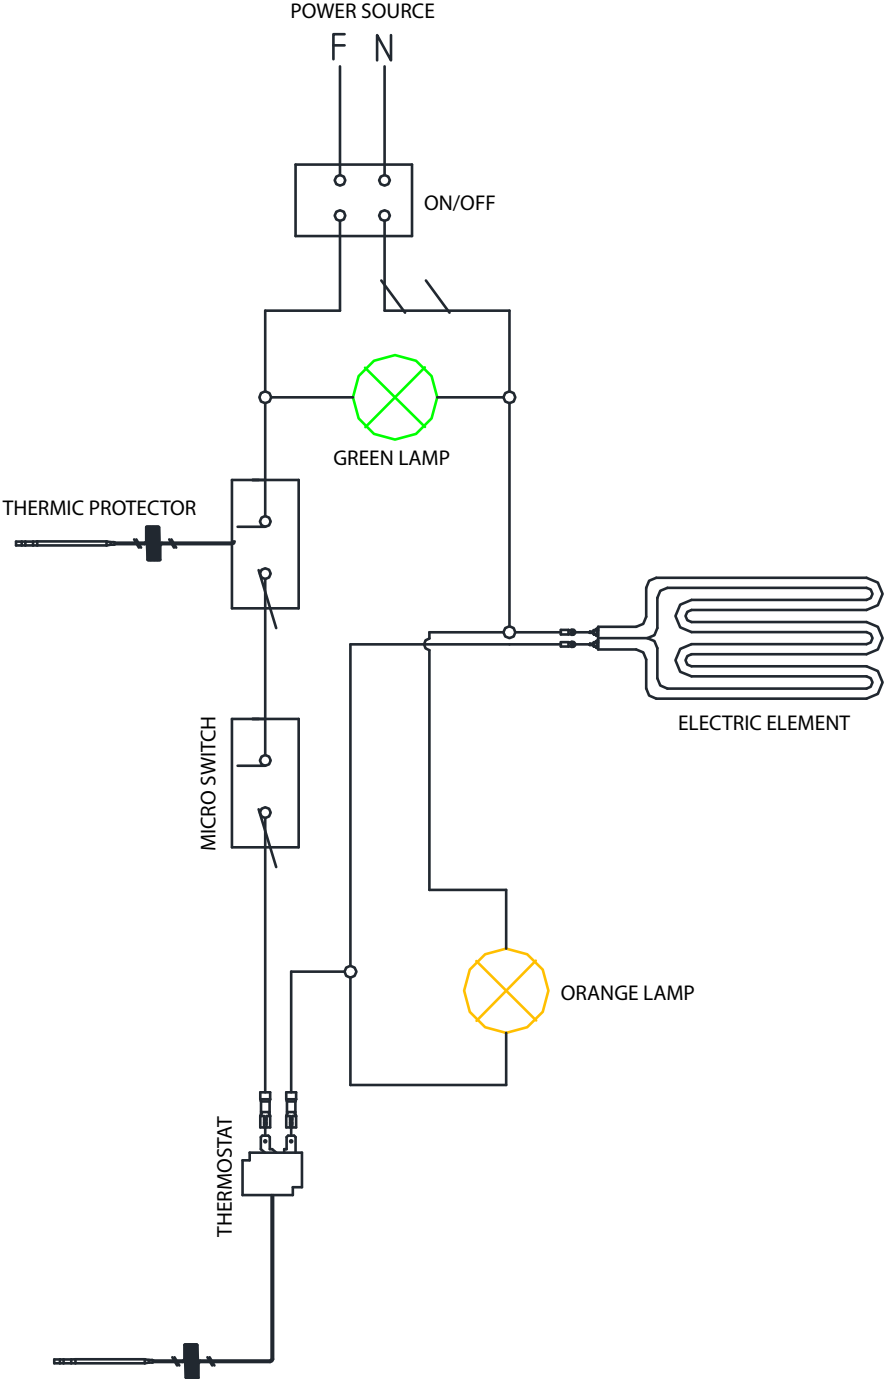 POWER SOURCE
F N
ON/OFF
GREEN LAMP
THERMIC PROTECTOR
ELECTRIC ELEMENT
MICRO SWITCH
ORANGE LAMP
THERMOSTAT